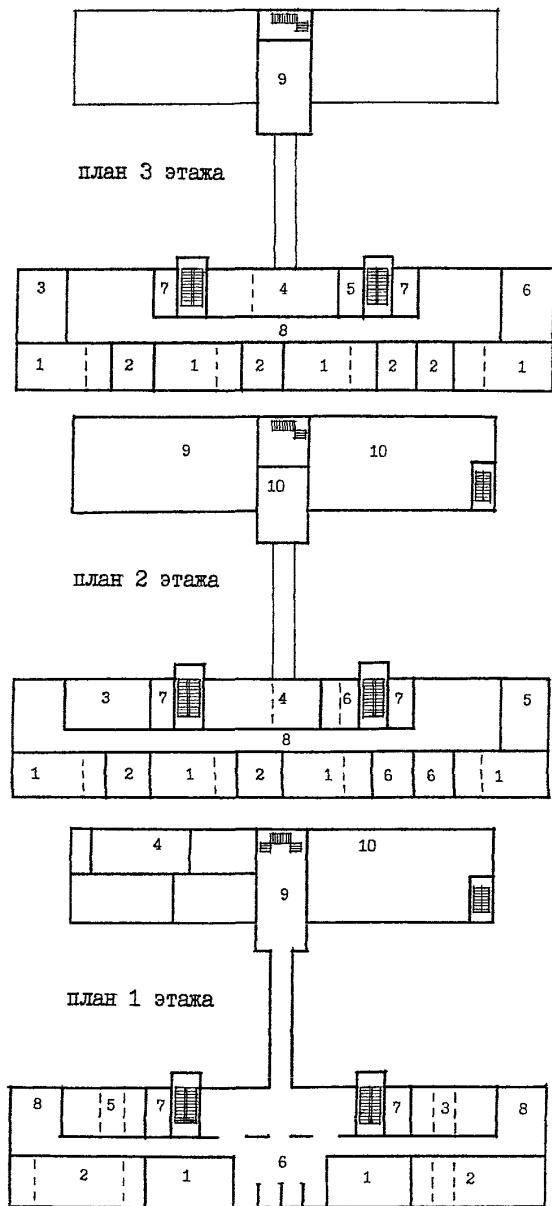 9
план 3 этажа
3 7 4 5 7 6
8
1 2 1 2 1 2 2 1
9 10
10
план 2 этажа
3 7 4 6 7 5
8
1 2 1 2 1 6 6 1
4 10
9
план 1 этажа
8 5 7 7 3 8
6
2 1 1 2